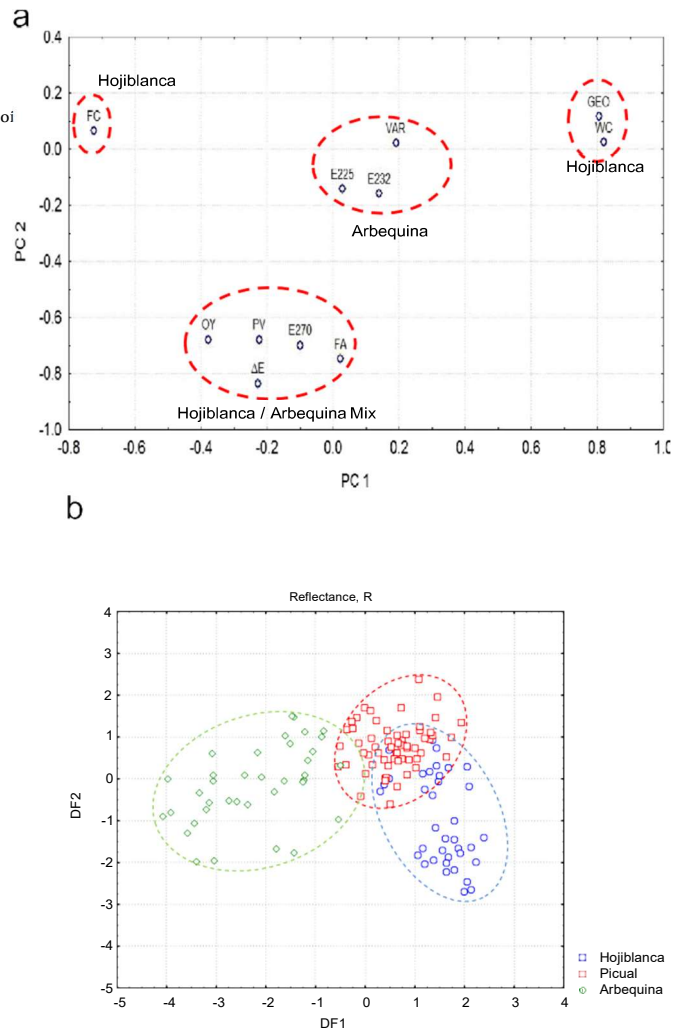 a
0.4
Hojiblanca
0.2
FC
GEO
oi
VAR
WC
0.0
Hojiblanca
E225
E232
-0.2
Arbequina
PC 2
-0.4
-0.6
OY
PV
E270
FA
-0.8
ΔE
Hojiblanca / Arbequina Mix
-1.0
-0.8 -0.6 -0.4 -0.2 0.0 0.2 0.4 0.6 0.8 1.0
PC 1
b
Reflectance, R
4
3
2
1
0
DF2
-1
-2
-3
-4
-5
-5 -4 -3 -2 -1 0 1 2 3 4
DF1
Hojiblanca
Picual
Arbequina